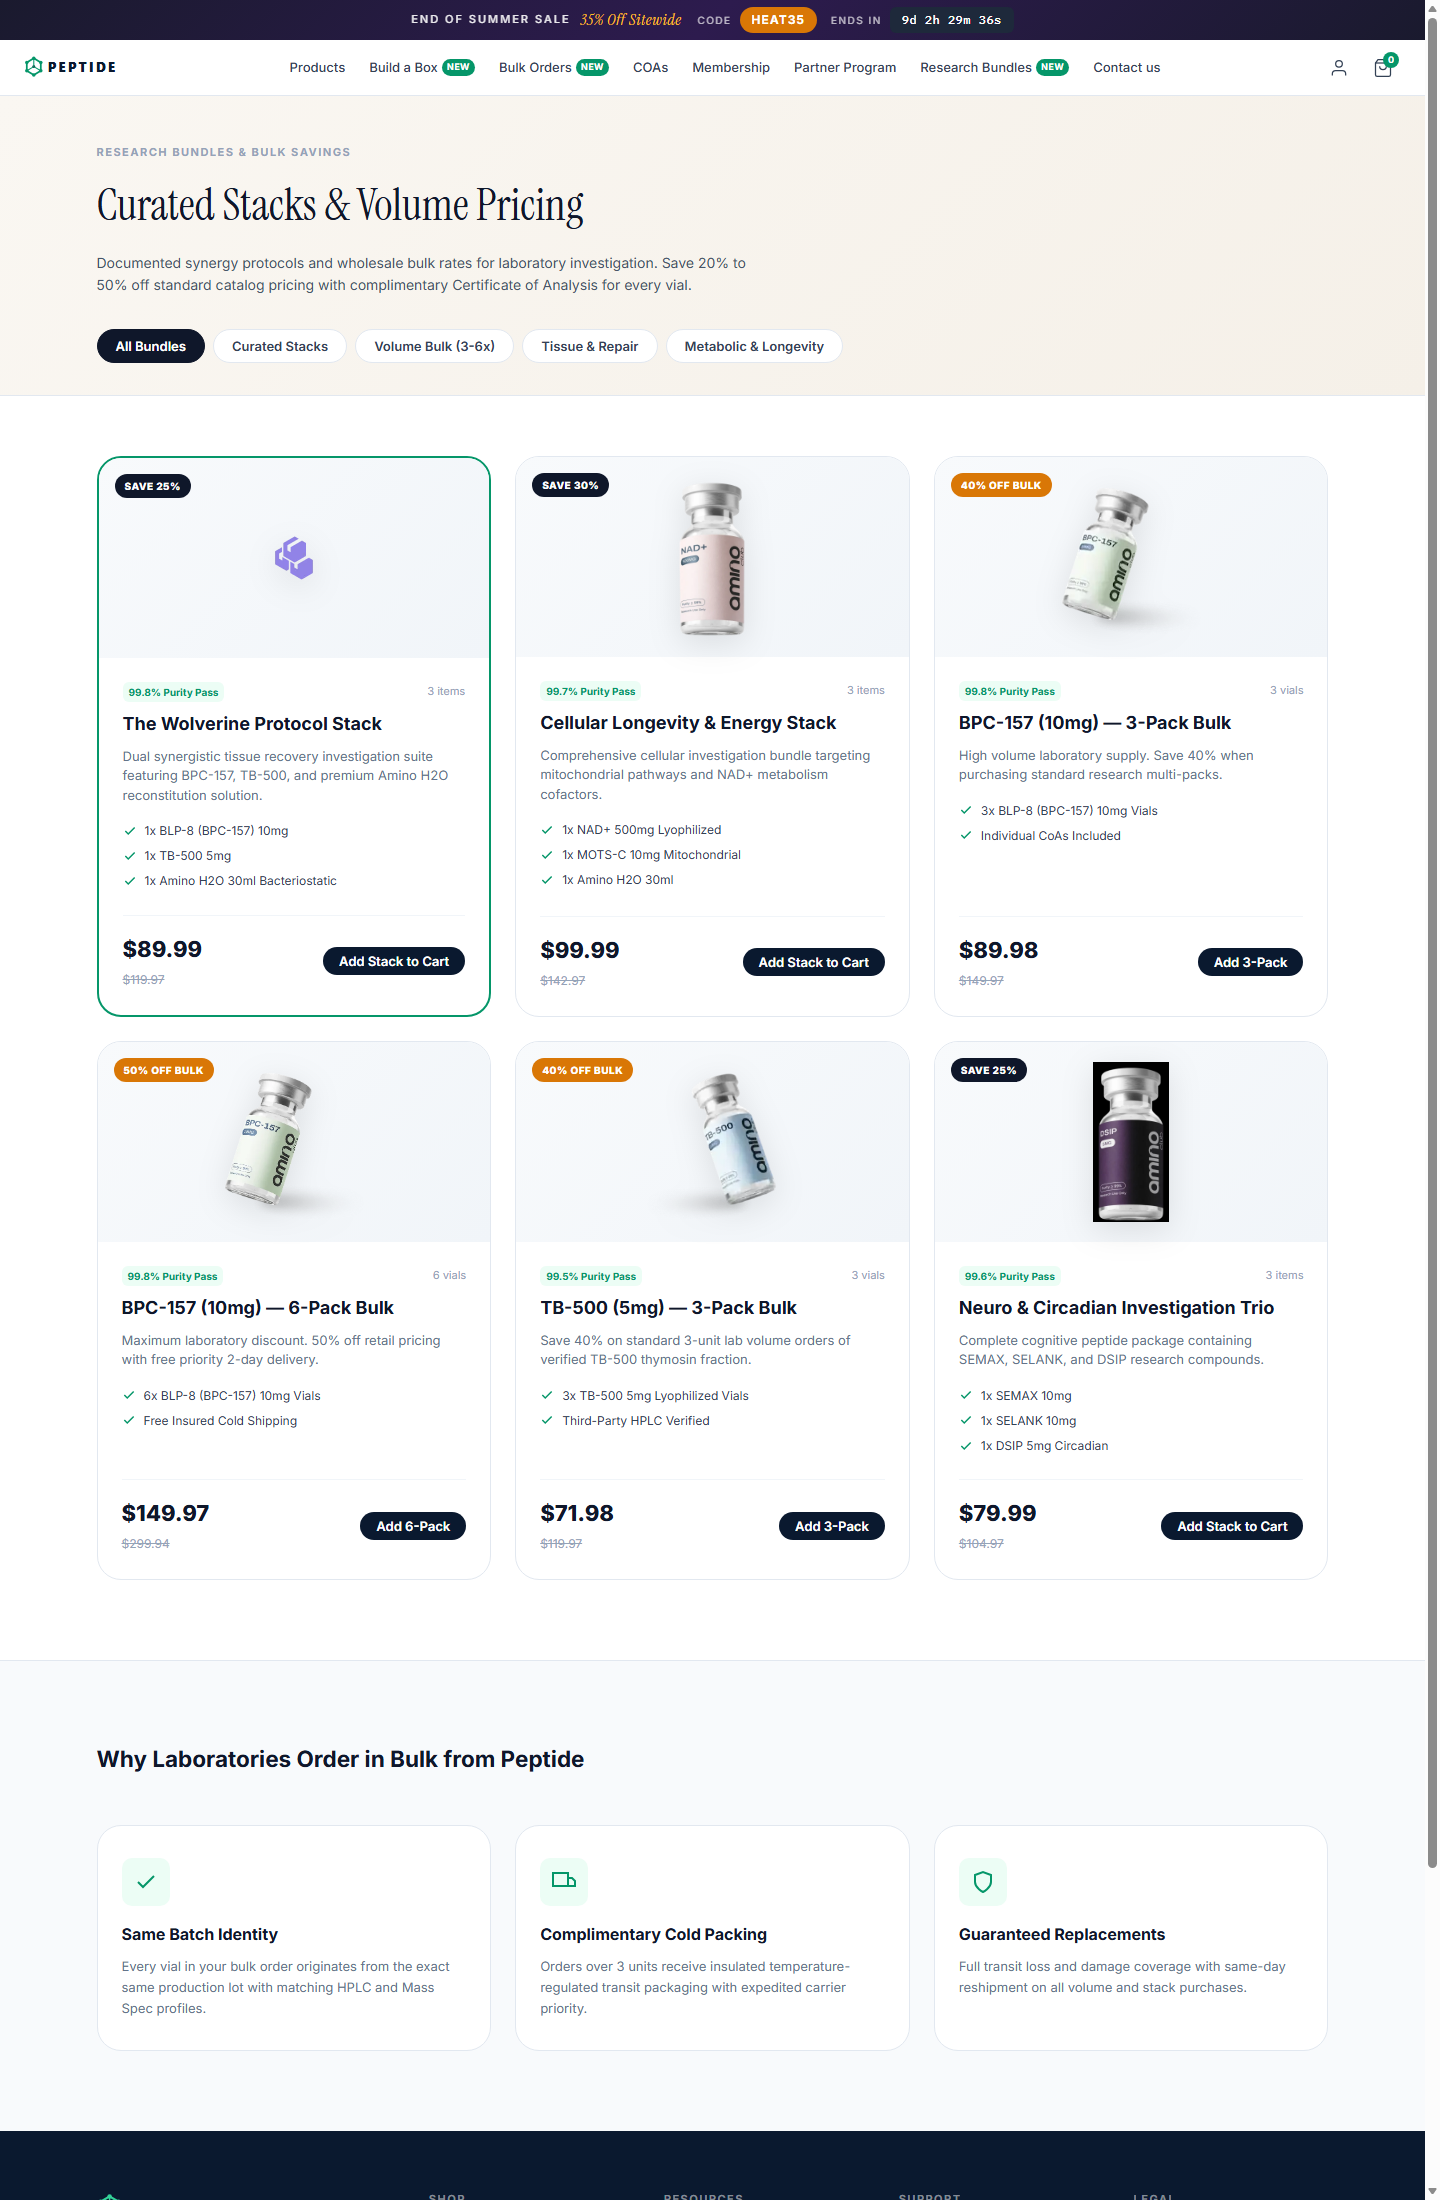 END OF SUMMER SALE 35% Off Sitewide CODE HEAT35 ENDS IN 9d 2h 29m 36s
PEPTIDE Products Build a Box NEW Bulk Orders NEW COAs Membership Partner Program Research Bundles NEW Contact us 0
RESEARCH BUNDLES & BULK SAVINGS
Curated Stacks & Volume Pricing
Documented synergy protocols and wholesale bulk rates for laboratory investigation. Save 20% to
50% off standard catalog pricing with complimentary Certificate of Analysis for every vial.
All Bundles Curated Stacks Volume Bulk (3-6x) Tissue & Repair Metabolic & Longevity
SAVE 25%
99.8% Purity Pass 3 items
The Wolverine Protocol Stack
Dual synergistic tissue recovery investigation suite
featuring BPC-157, TB-500, and premium Amino H2O
reconstitution solution.
1x BLP-8 (BPC-157) 10mg
1x TB-500 5mg
1x Amino H2O 30ml Bacteriostatic
$89.99
$119.97
Add Stack to Cart
SAVE 30%
NAD+
amino
99.7% Purity Pass 3 items
Cellular Longevity & Energy Stack
Comprehensive cellular investigation bundle targeting
mitochondrial pathways and NAD+ metabolism
cofactors.
1x NAD+ 500mg Lyophilized
1x MOTS-C 10mg Mitochondrial
1x Amino H2O 30ml
$99.99
$142.97
Add Stack to Cart
40% OFF BULK
BPC-157
amino
99.8% Purity Pass 3 vials
BPC-157 (10mg) — 3-Pack Bulk
High volume laboratory supply. Save 40% when
purchasing standard research multi-packs.
3x BLP-8 (BPC-157) 10mg Vials
Individual CoAs Included
$89.98
$149.97
Add 3-Pack
50% OFF BULK
BPC-157
amino
99.8% Purity Pass 6 vials
BPC-157 (10mg) — 6-Pack Bulk
Maximum laboratory discount. 50% off retail pricing
with free priority 2-day delivery.
6x BLP-8 (BPC-157) 10mg Vials
Free Insured Cold Shipping
$149.97
$299.94
Add 6-Pack
40% OFF BULK
TB-500
amino
99.5% Purity Pass 3 vials
TB-500 (5mg) — 3-Pack Bulk
Save 40% on standard 3-unit lab volume orders of
verified TB-500 thymosin fraction.
3x TB-500 5mg Lyophilized Vials
Third-Party HPLC Verified
$71.98
$119.97
Add 3-Pack
SAVE 25%
DSIP
amino
99.6% Purity Pass 3 items
Neuro & Circadian Investigation Trio
Complete cognitive peptide package containing
SEMAX, SELANK, and DSIP research compounds.
1x SEMAX 10mg
1x SELANK 10mg
1x DSIP 5mg Circadian
$79.99
$104.97
Add Stack to Cart
Why Laboratories Order in Bulk from Peptide
Same Batch Identity
Every vial in your bulk order originates from the exact
same production lot with matching HPLC and Mass
Spec profiles.
Complimentary Cold Packing
Orders over 3 units receive insulated temperature-
regulated transit packaging with expedited carrier
priority.
Guaranteed Replacements
Full transit loss and damage coverage with same-day
reshipment on all volume and stack purchases.
SHOP RESOURCES SUPPORT LEGAL